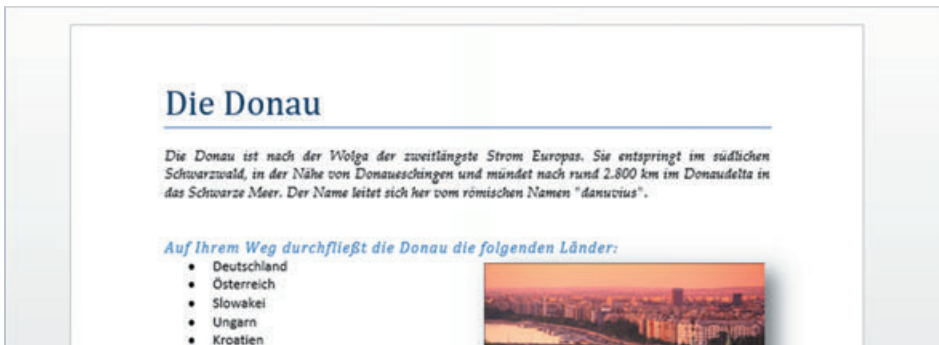 Die Donau
Die Donau ist nach der Wolga der zweitlängste Strom Europas. Sie entspringt im südlichen
Schwarzwald, in der Nähe von Donaueschingen und mündet nach rund 2.800 km im Donaudelta in
das Schwarze Meer. Der Name leitet sich her vom römischen Namen "danuvius".
Auf Ihrem Weg durchfließt die Donau die folgenden Länder:
• Deutschland
• Österreich
• Slowakei
• Ungarn
• Kroatien